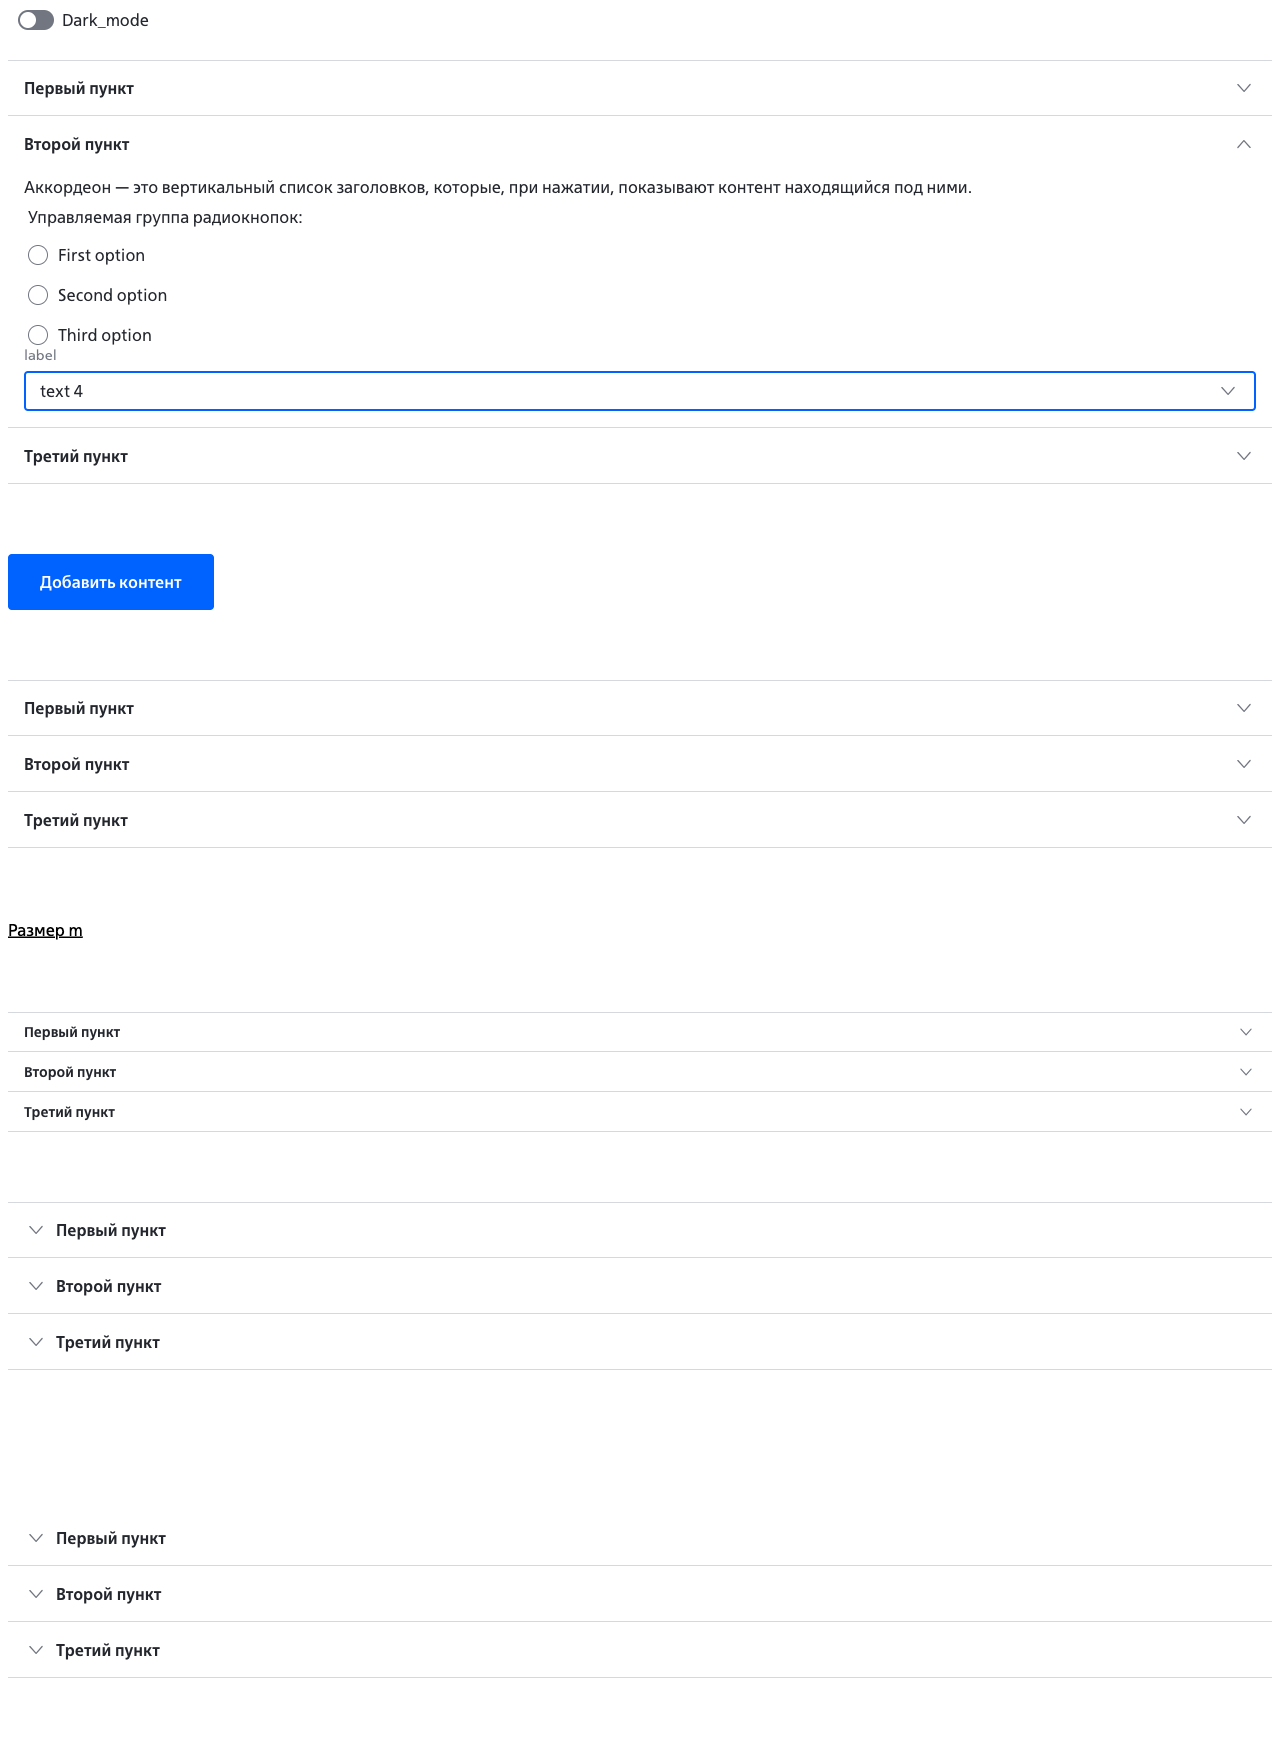 Dark_mode
Первый пункт
Второй пункт
Аккордеон — это вертикальный список заголовков, которые, при нажатии, показывают контент находящийся под ними.
Управляемая группа радиокнопок:
First option
Second option
Third option
label
text 4
Третий пункт
Добавить контент
Первый пункт
Второй пункт
Третий пункт
Размер m
Первый пункт
Второй пункт
Третий пункт
Первый пункт
Второй пункт
Третий пункт
Первый пункт
Второй пункт
Третий пункт